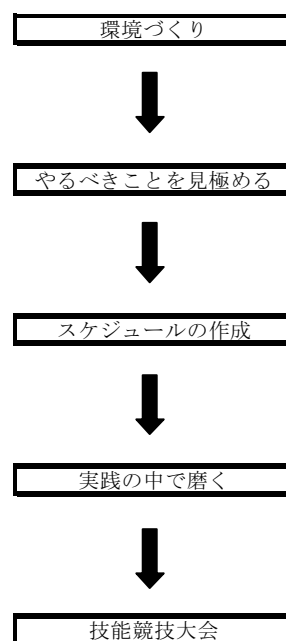 環境づくり
やるべきことを見極める
スケジュールの作成
実践の中で磨く
技能競技大会